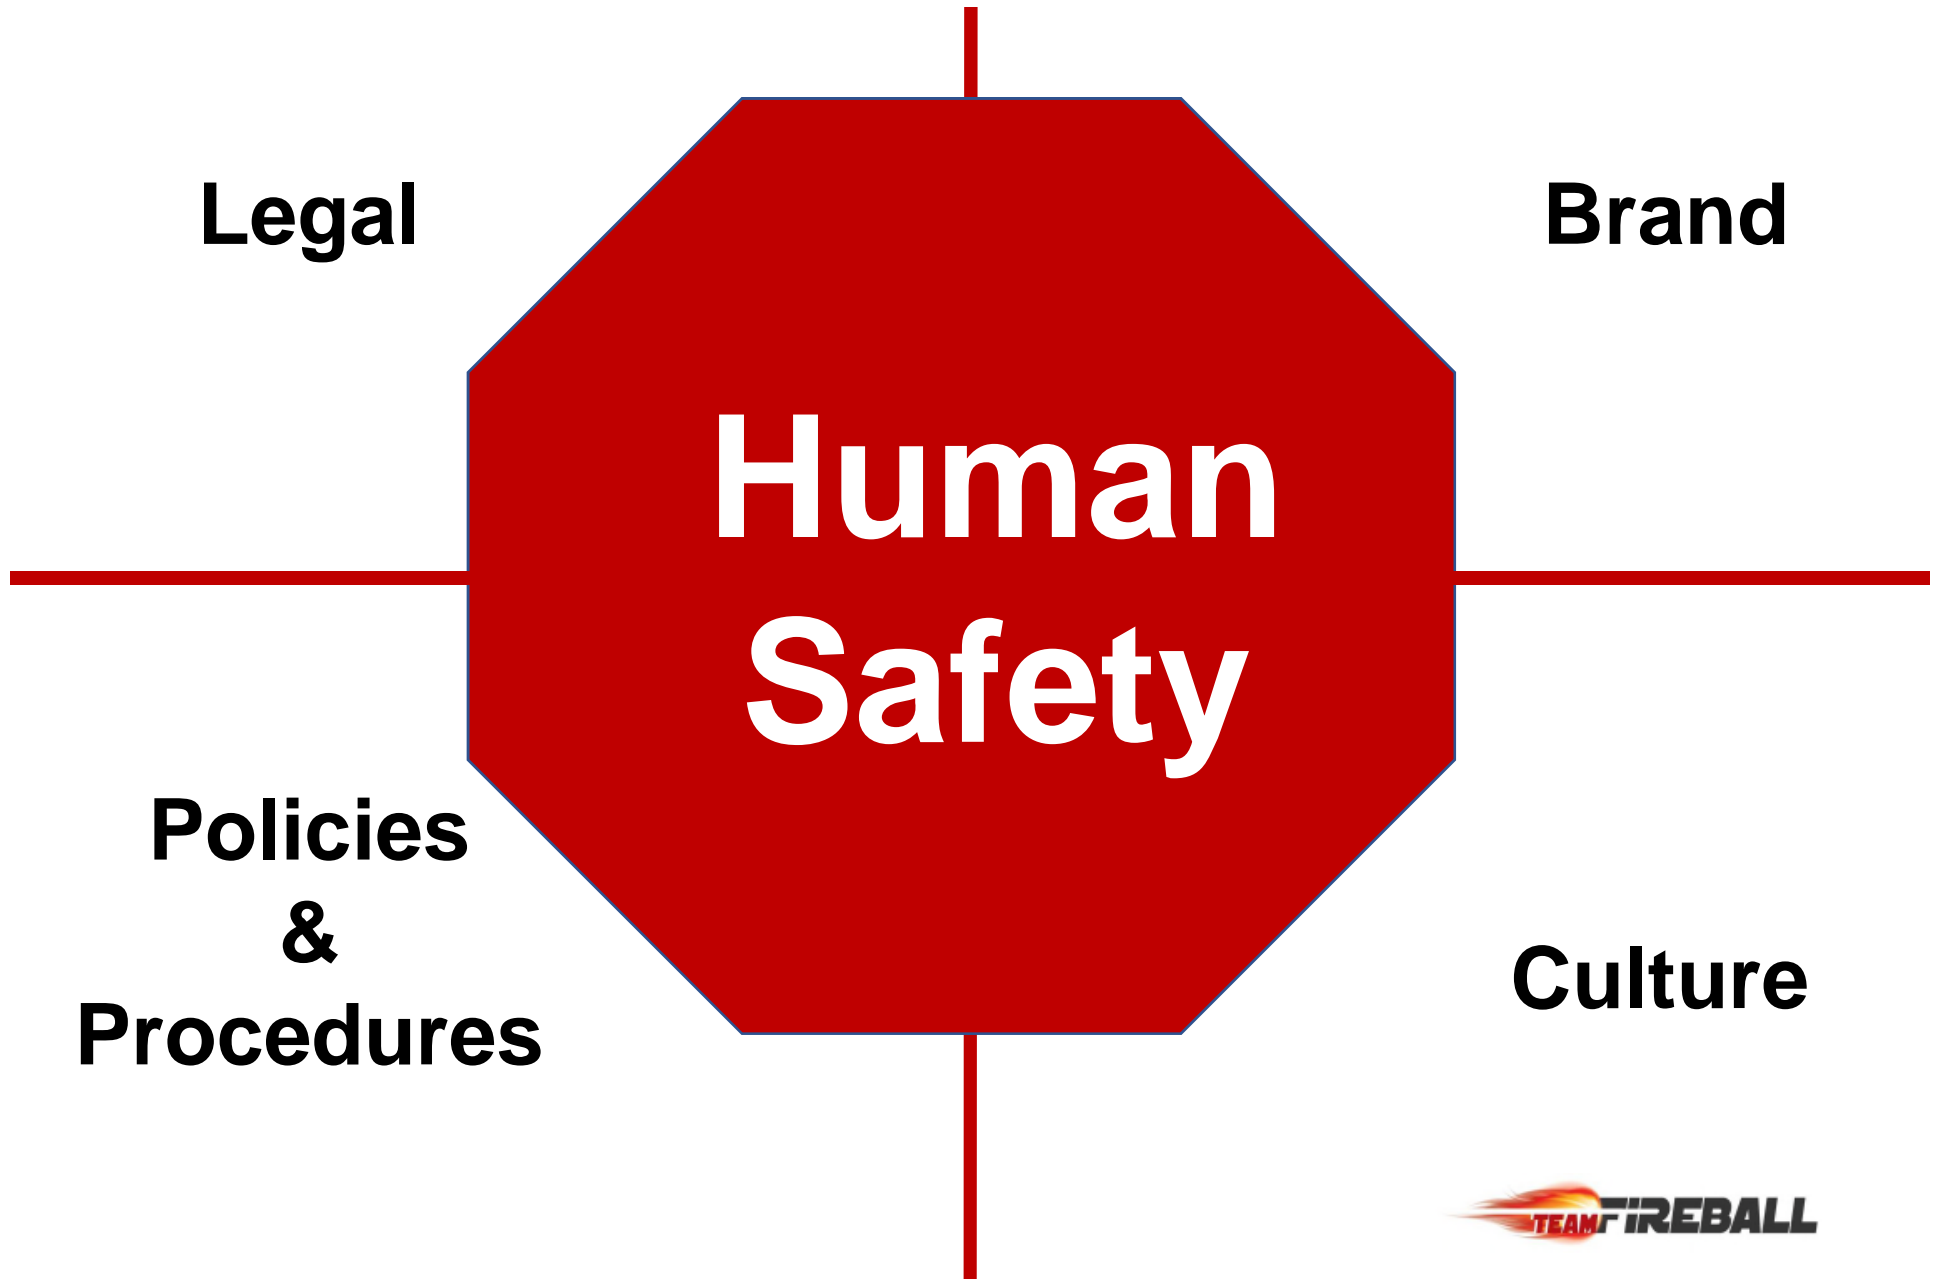 Legal
Brand
Human
Safety
Policies
&
Procedures
Culture
TEAM FIREBALL